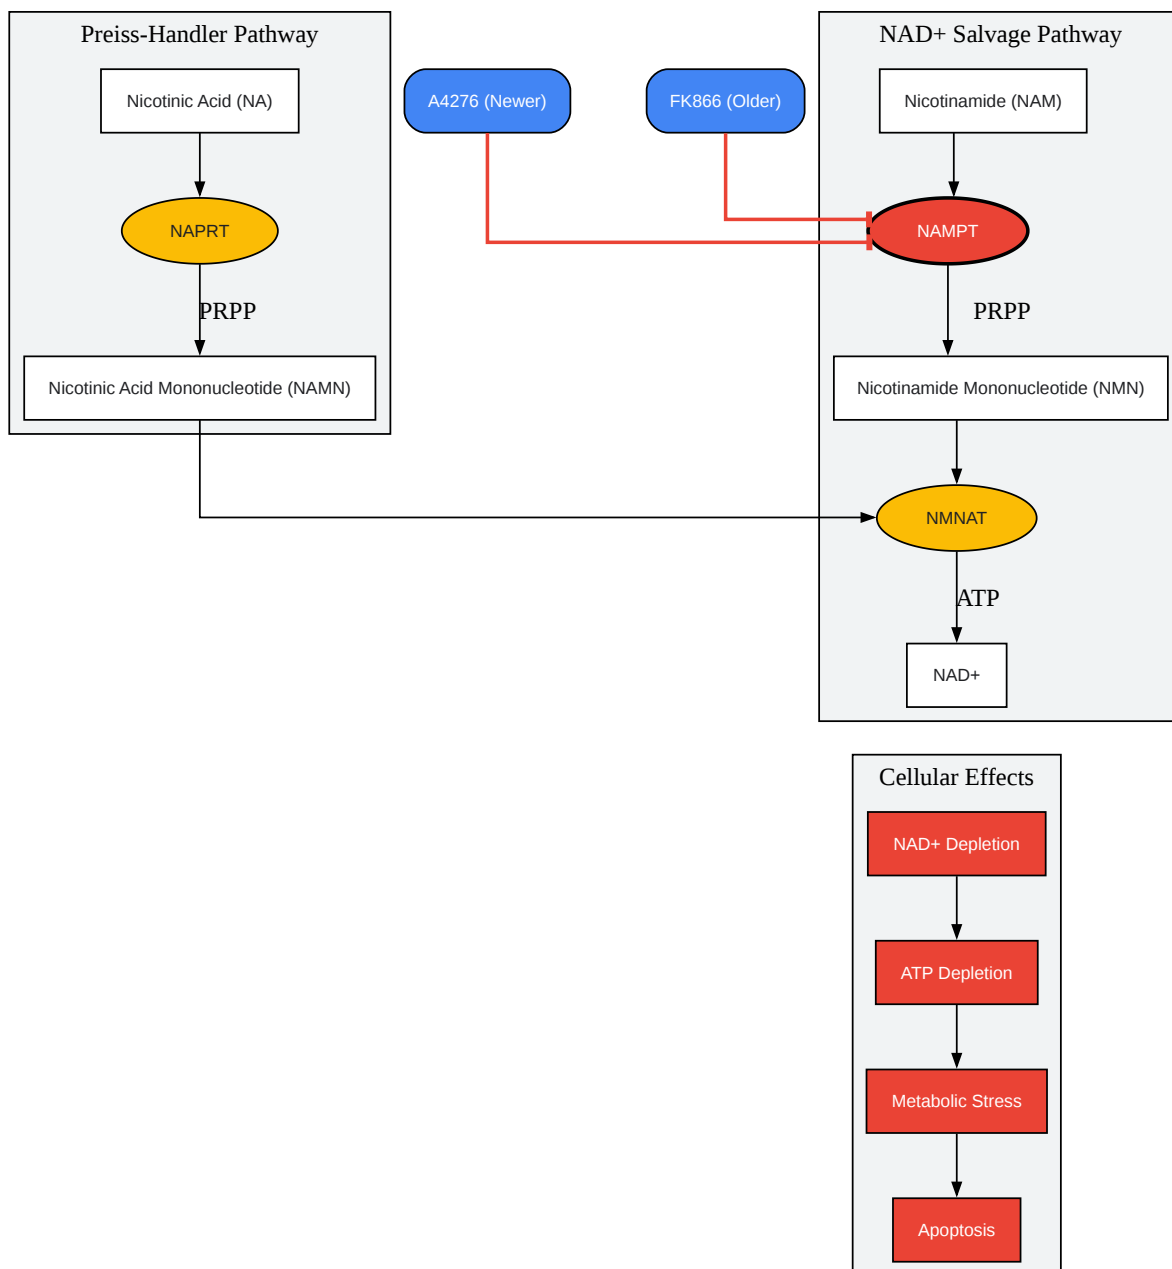 Preiss-Handler Pathway
Nicotinic Acid (NA)
NAPRT
PRPP
Nicotinic Acid Mononucleotide (NAMN)
A4276 (Newer)
FK866 (Older)
NAD+ Salvage Pathway
Nicotinamide (NAM)
NAMPT
PRPP
Nicotinamide Mononucleotide (NMN)
NMNAT
ATP
NAD+
Cellular Effects
NAD+ Depletion
ATP Depletion
Metabolic Stress
Apoptosis